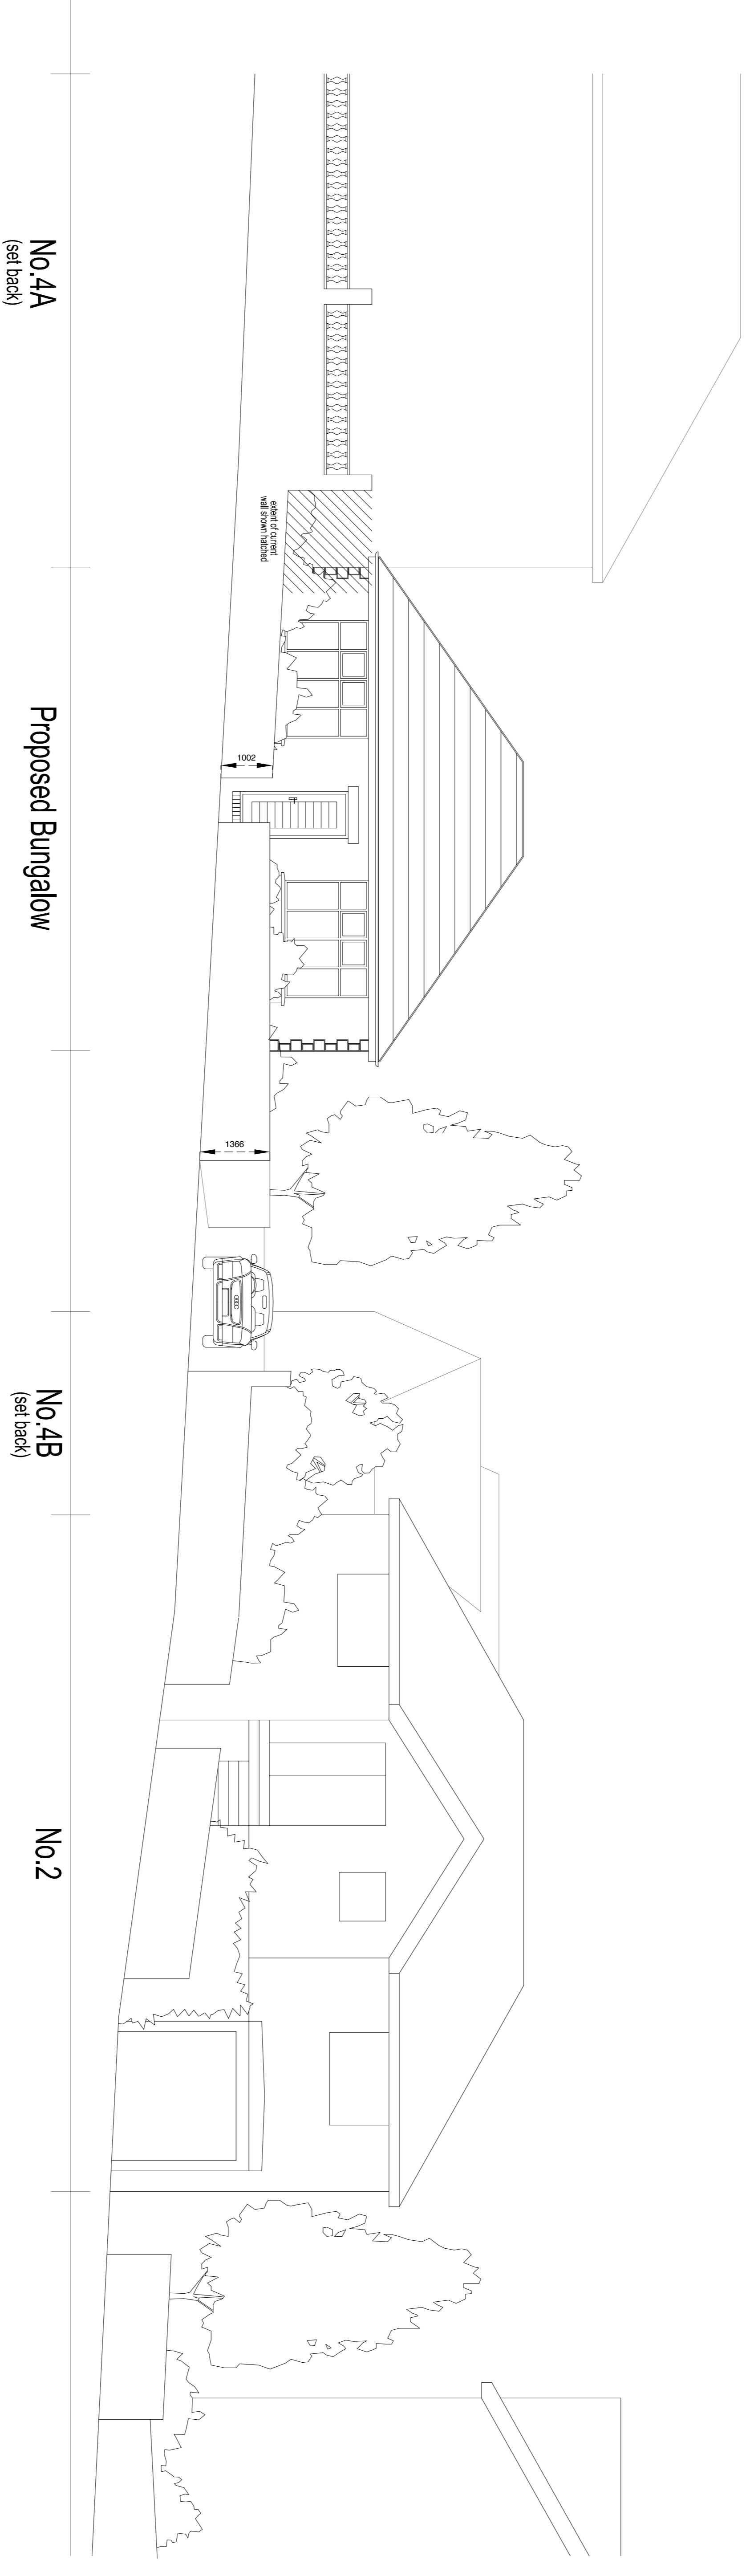 No.4A
(set back)
extent of current
wall shown hatched
Proposed Bungalow
1002
1366
No.4B
(set back)
No.2